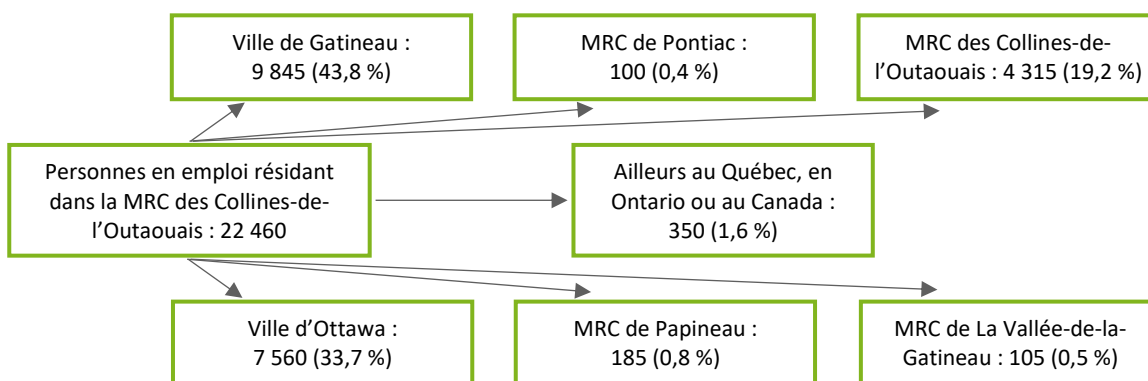 Ville de Gatineau :
9 845 (43,8 %)
MRC de Pontiac :
100 (0,4 %)
MRC des Collines-de-
l’Outaouais : 4 315 (19,2 %)
Personnes en emploi résidant
dans la MRC des Collines-de-
l’Outaouais : 22 460
Ailleurs au Québec, en
Ontario ou au Canada :
350 (1,6 %)
Ville d’Ottawa :
7 560 (33,7 %)
MRC de Papineau :
185 (0,8 %)
MRC de La Vallée-de-la-
Gatineau : 105 (0,5 %)